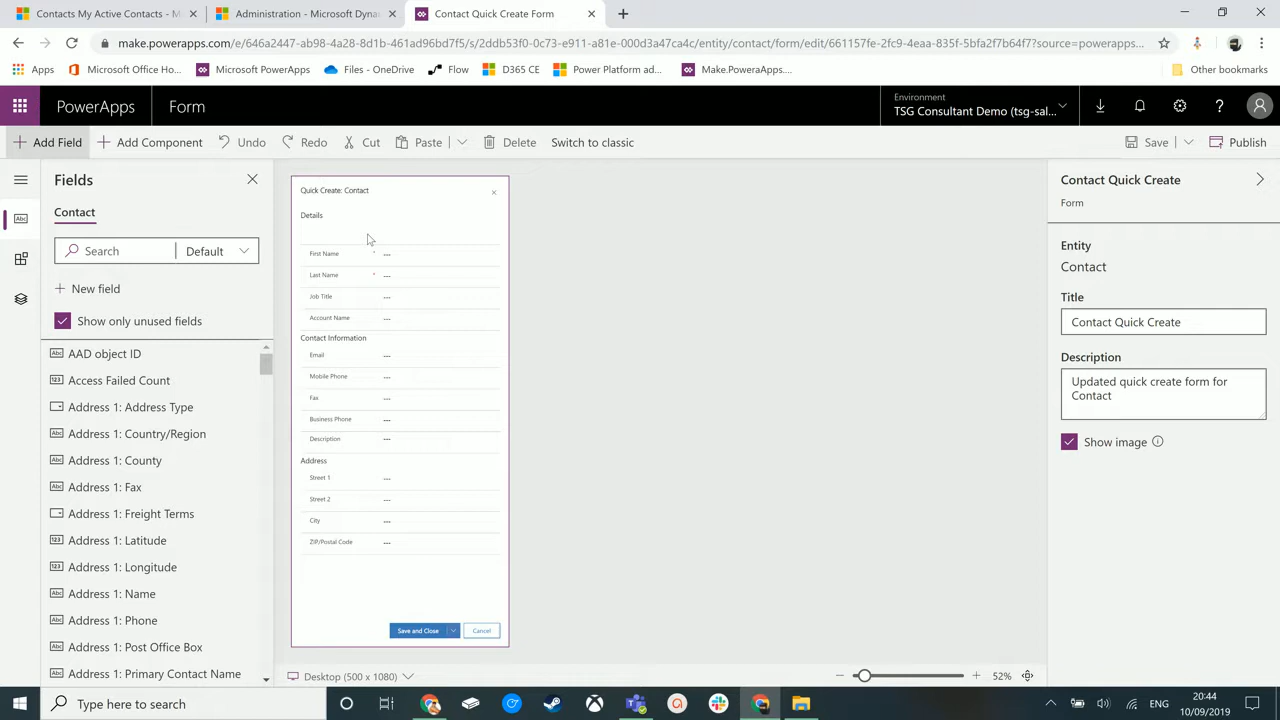 Contacts My Active Contacts - M
Administration - Microsoft Dyna
Contact Quick Create Form
make.powerapps.com/e/646a2447-ab98-4a28-8d1b-461ad96bd7f5/s/2ddb53f0-0c73-e911-a81e-000d3a47ca4c/entity/contact/form/edit/661157fe-2fc9-4eaa-835f-5bfa2f7b64f7?source=powerapps...
Apps
Microsoft Office Ho...
Microsoft PowerApps
Files - OneDrive
Flow
D365 CE
Power Platform ad...
Make.PoweraApps....
Other bookmarks
PowerApps
Form
Environment
TSG Consultant Demo (tsg-sal...
Add Field
Add Component
Undo
Redo
Cut
Paste
Delete
Switch to classic
Save
Publish
Fields
Contact
Search
Default
New field
Show only unused fields
AAD object ID
Access Failed Count
Address 1: Address Type
Address 1: Country/Region
Address 1: County
Address 1: Fax
Address 1: Freight Terms
Address 1: Latitude
Address 1: Longitude
Address 1: Name
Address 1: Phone
Address 1: Post Office Box
Address 1: Primary Contact Name
Quick Create: Contact
Details
First Name * ---
Last Name * ---
Job Title ---
Account Name ---
Contact Information
Email ---
Mobile Phone ---
Fax ---
Business Phone ---
Description ---
Address
Street 1 ---
Street 2 ---
City ---
ZIP/Postal Code ---
Save and Close
Cancel
Desktop (500 x 1080)
52%
Contact Quick Create
Form
Entity
Contact
Title
Contact Quick Create
Description
Updated quick create form for
Contact
Show image
Type here to search
ENG
20:44
10/09/2019